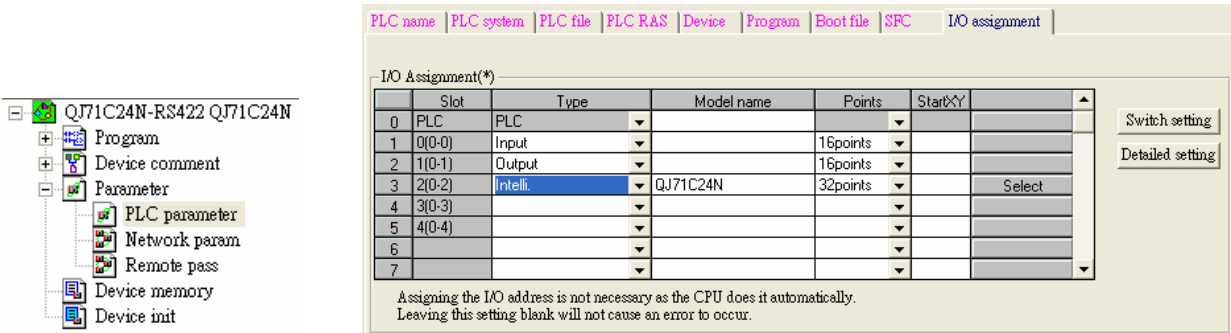 QJ71C24N-RS422 QJ71C24N
Program
Device comment
Parameter
PLC parameter
Network param
Remote pass
Device memory
Device init
PLC name PLC system PLC file PLC RAS Device Program Boot file SFC I/O assignment
I/O Assignment(*)
Slot Type Model name Points StartXY
0 PLC PLC
1 0(0-0) Input 16points
2 1(0-1) Output 16points
3 2(0-2) Intelli. QJ71C24N 32points Select
4 3(0-3)
5 4(0-4)
6
7
Switch setting
Detailed setting
Assigning the I/O address is not necessary as the CPU does it automatically.
Leaving this setting blank will not cause an error to occur.